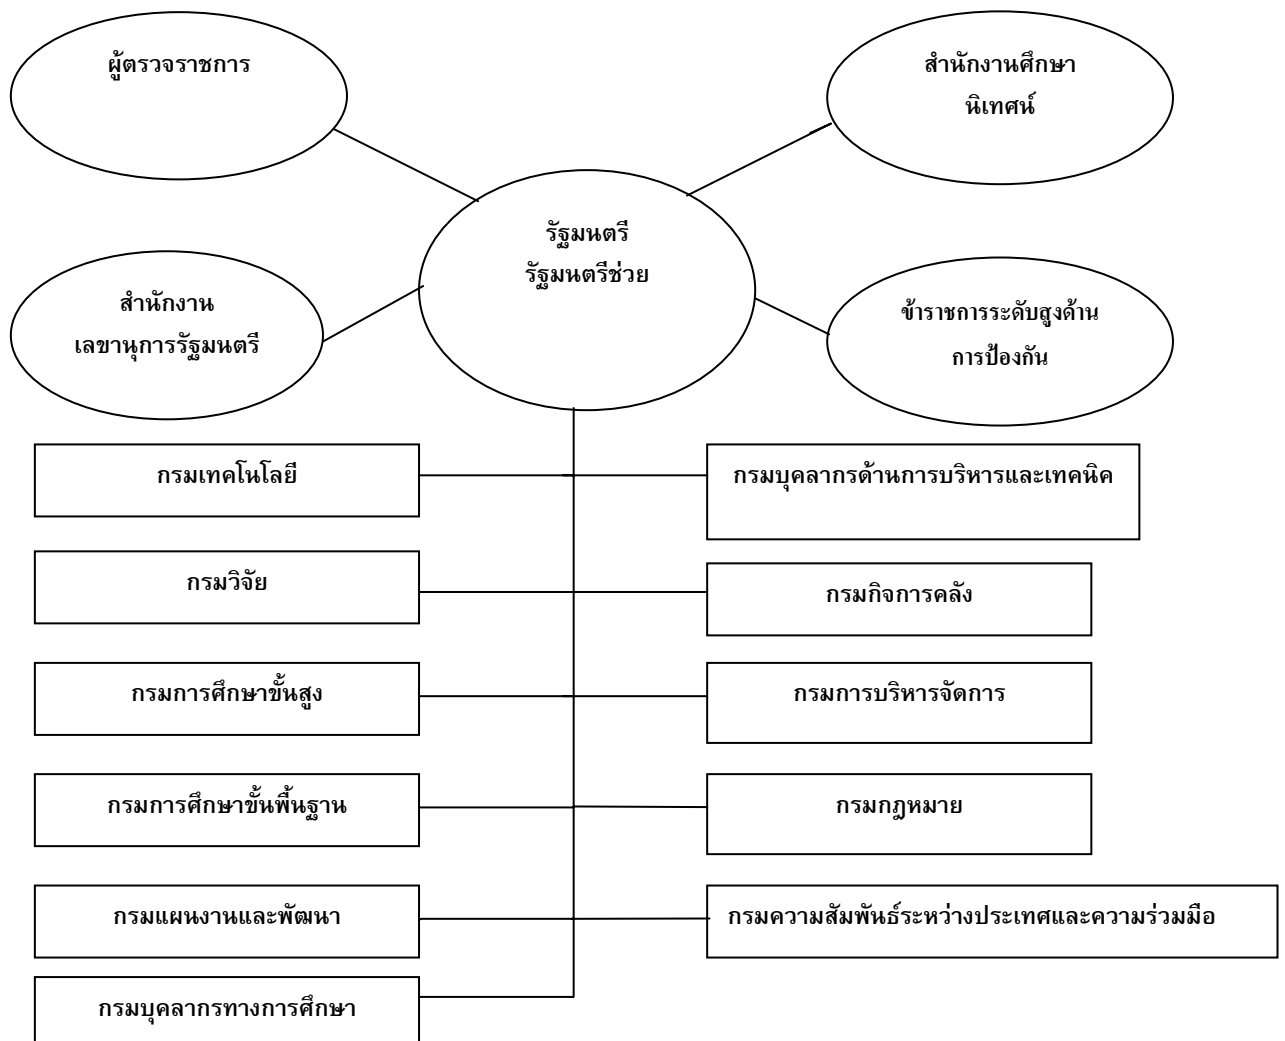 ผู้ตรวจราชการ
สำนักงานศึกษา
นิเทศน์
รัฐมนตรี
รัฐมนตรีช่วย
สำนักงาน
เลขานุการรัฐมนตรี
ข้าราชการระดับสูงด้าน
การป้องกัน
กรมเทคโนโลยี
กรมบุคลากรด้านการบริหารและเทคนิค
กรมวิจัย
กรมกิจการคลัง
กรมการศึกษาขั้นสูง
กรมการบริหารจัดการ
กรมการศึกษาขั้นพื้นฐาน
กรมกฎหมาย
กรมแผนงานและพัฒนา
กรมความสัมพันธ์ระหว่างประเทศและความร่วมมือ
กรมบุคลากรทางการศึกษา